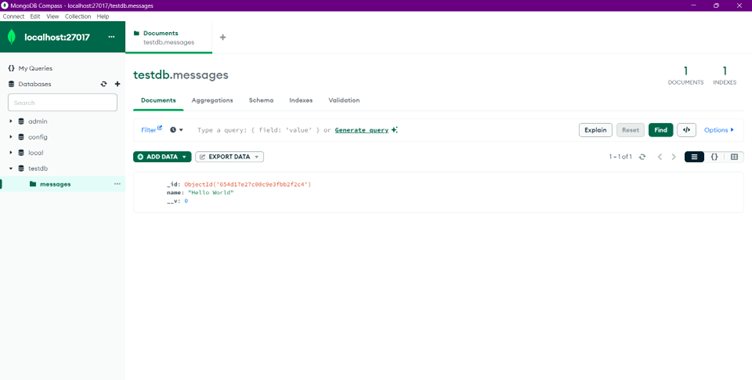 MongoDB Compass - localhost:27017/testdb.messages
Connect Edit View Collection Help
localhost:27017
Documents
testdb.messages
My Queries
Databases
Search
admin
config
local
testdb
messages
testdb.messages
1 DOCUMENTS
1 INDEXES
Documents Aggregations Schema Indexes Validation
Filter Type a query: { field: 'value' } or Generate query Explain Reset Find Options
ADD DATA EXPORT DATA 1 – 1 of 1
_id: ObjectId('654d17e27c00c9e3fbb2f2c4')
name: "Hello World"
__v: 0